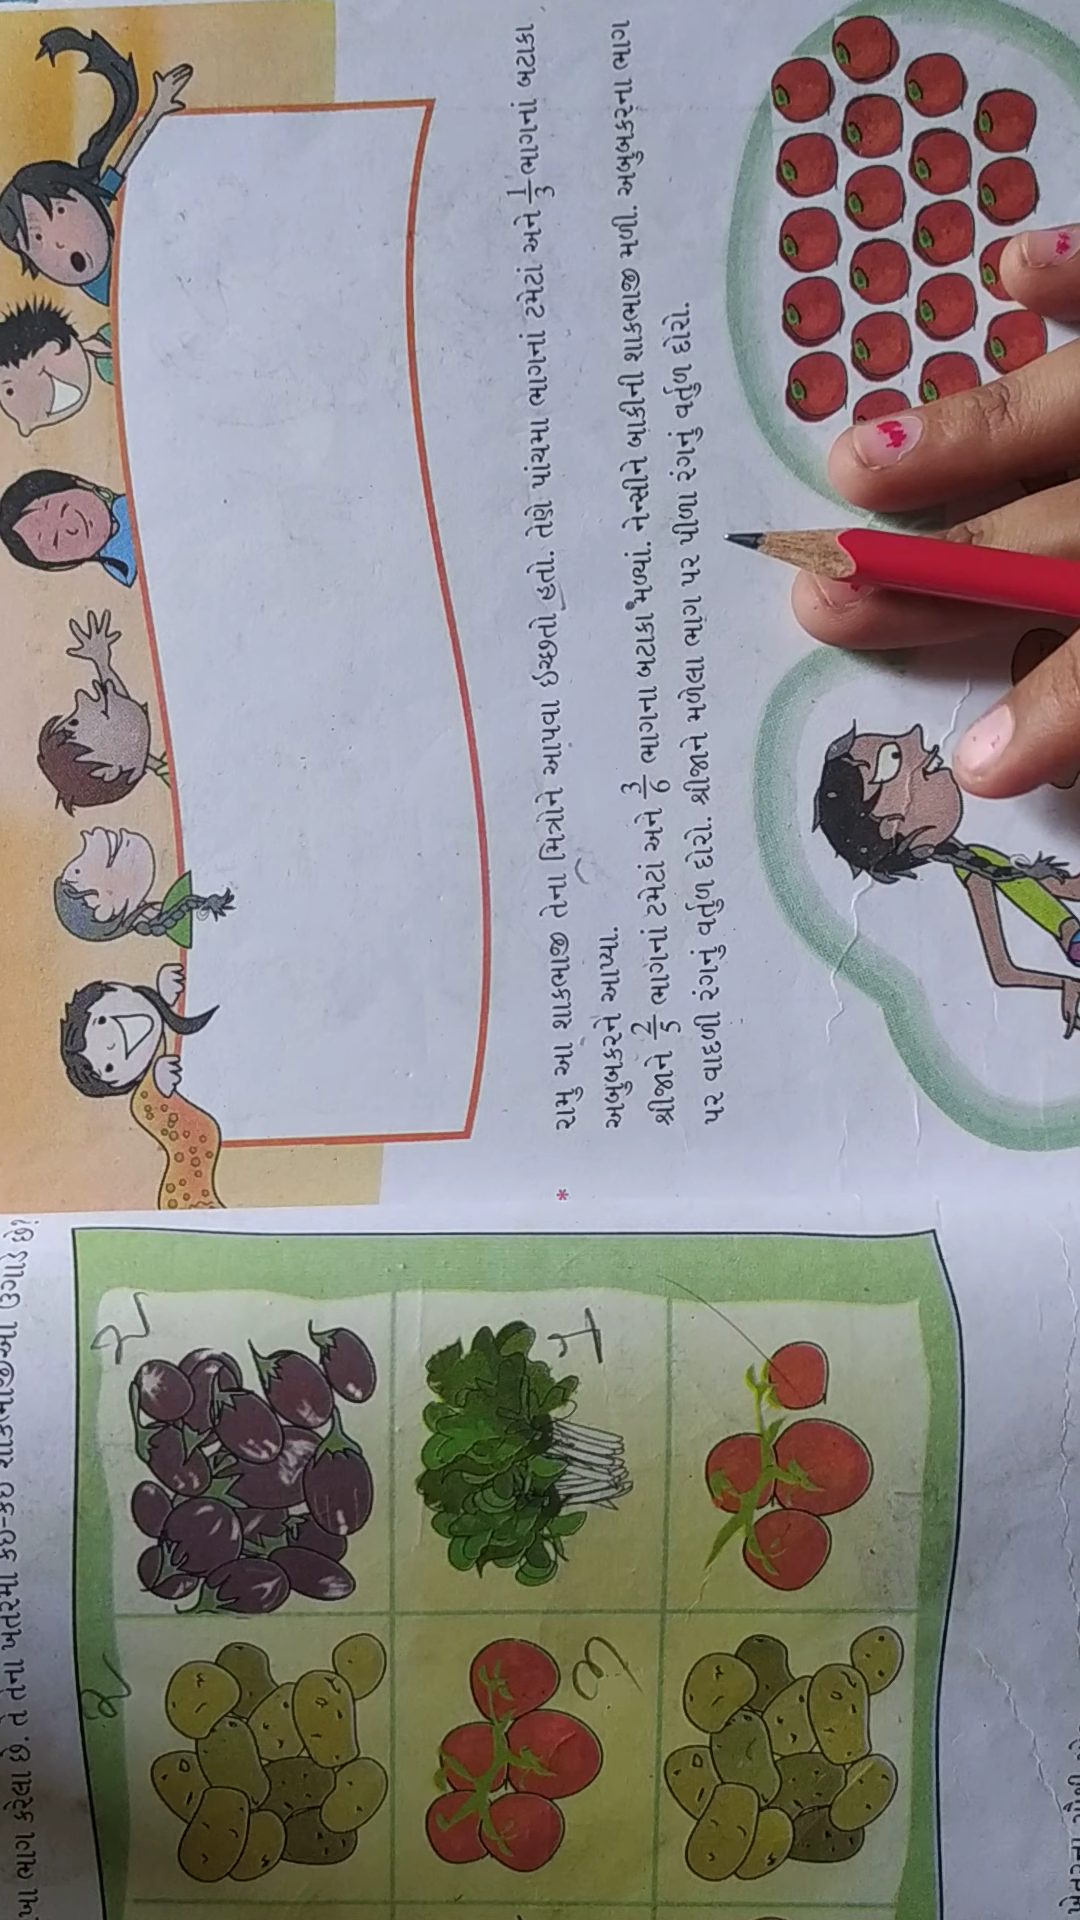 રામુ આ શાકભાજી તેના મિત્રોને આપવા ઇચ્છતો હતો. તેણે પાંચમા ભાગનાં ટમેટાં અને 1/3 ભાગનાં બટાકા
અબુબકરને આપ્યા.
શ્રીજાને 2/5 ભાગનાં ટમેટાં અને 3/6 ભાગના બટાકા મળ્યાં. નેન્સીને બાકીની શાકભાજી મળી. અબુબકરના ભાગ
પર વાદળી રંગનું વર્તુળ દોરો. શ્રીજાને મળેલા ભાગ પર પીળા રંગનું વર્તુળ દોરો.
ભાગ કરેલા છે. તે તેના ખેતરમાં કઇ-કઇ શાકભાજીઓ ઉગાડે છે?